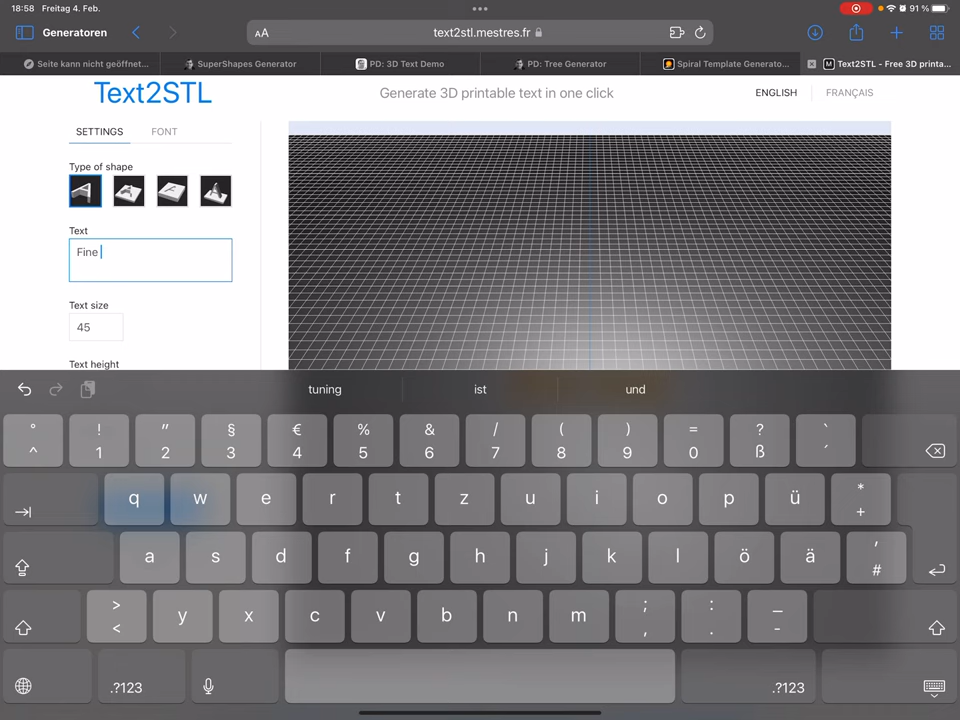 18:58 Freitag 4. Feb.
91 %
Generatoren
AA
text2stl.mestres.fr
Seite kann nicht geöffnet...
SuperShapes Generator
PD: 3D Text Demo
PD: Tree Generator
Spiral Template Generato...
M
Text2STL - Free 3D printa...
Text2STL
Generate 3D printable text in one click
ENGLISH
FRANÇAIS
SETTINGS
FONT
Type of shape
Text
Fine
Text size
45
Text height
tuning
ist
und
° ! " § € % & / ( ) = ? `
^ 1 2 3 4 5 6 7 8 9 0 ß ´
q w e r t z u i o p ü * +
a s d f g h j k l ö ä ' #
> < y x c v b n m ; , : . _ -
.?123
.?123